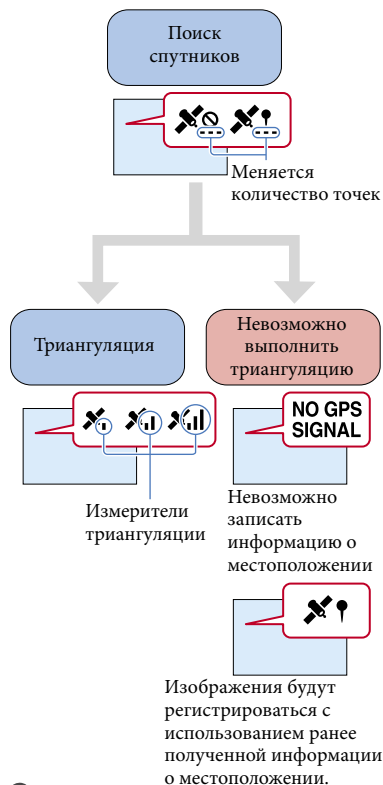 Поиск
спутников
Меняется
количество точек
Триангуляция
Невозможно
выполнить
триангуляцию
NO GPS
SIGNAL
Измерители
триангуляции
Невозможно
записать
информацию о
местоположении
Изображения будут
регистрироваться с
использованием ранее
полученной информации
о местоположении.